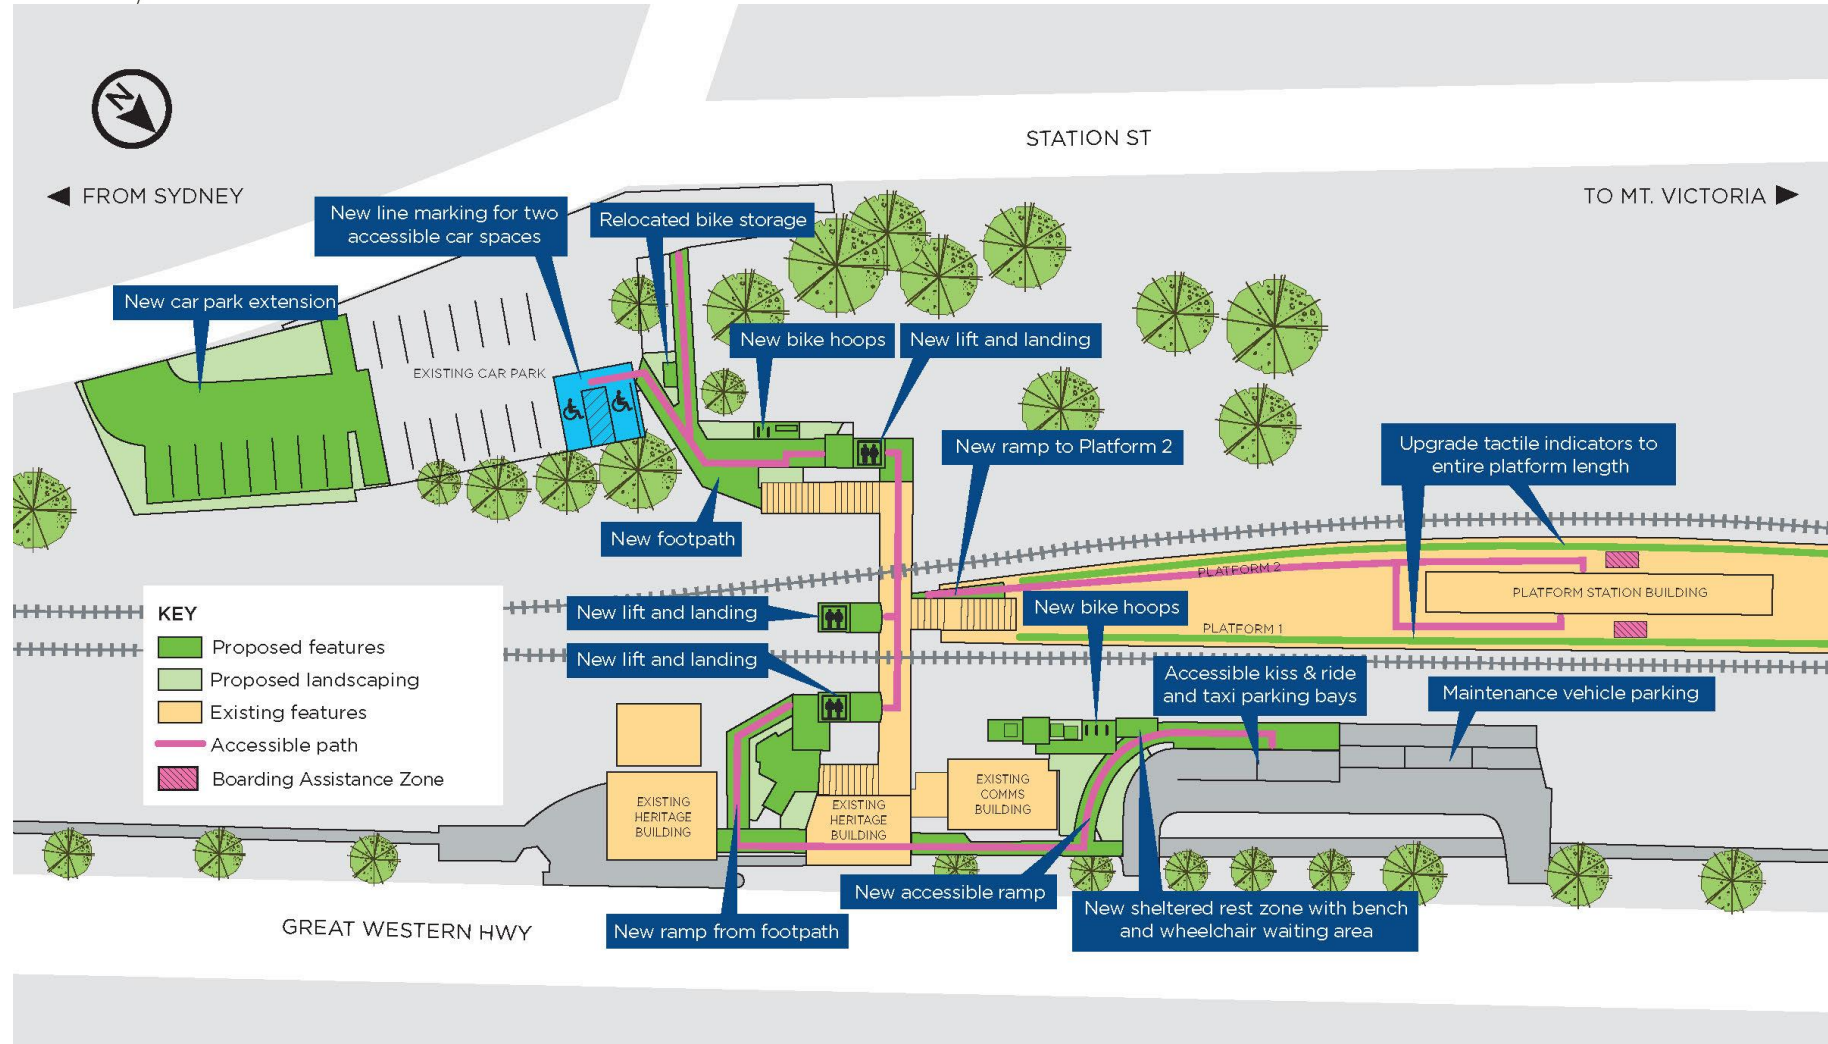 N
STATION ST
FROM SYDNEY
TO MT. VICTORIA
New line marking for two
accessible car spaces
Relocated bike storage
New car park extension
New bike hoops
New lift and landing
EXISTING CAR PARK
New ramp to Platform 2
Upgrade tactile indicators to
entire platform length
New footpath
PLATFORM 2
PLATFORM STATION BUILDING
New lift and landing
New bike hoops
PLATFORM 1
New lift and landing
Accessible kiss & ride
and taxi parking bays
Maintenance vehicle parking
KEY
Proposed features
Proposed landscaping
Existing features
Accessible path
Boarding Assistance Zone
EXISTING
HERITAGE
BUILDING
EXISTING
HERITAGE
BUILDING
EXISTING
COMMS
BUILDING
New accessible ramp
New ramp from footpath
New sheltered rest zone with bench
and wheelchair waiting area
GREAT WESTERN HWY